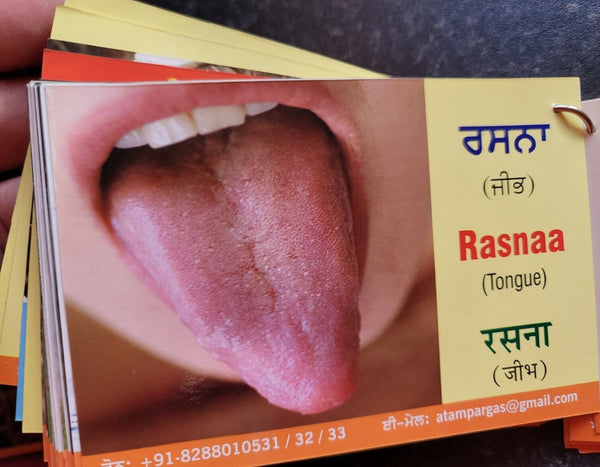 ਰਸਨਾ
(ਜੀਭ)
Rasnaa
(Tongue)
रसना
(जीभ)
ਫੋਨ: +91-8288010531 / 32 / 33
ਈ-ਮੇਲ: atampargas@gmail.com